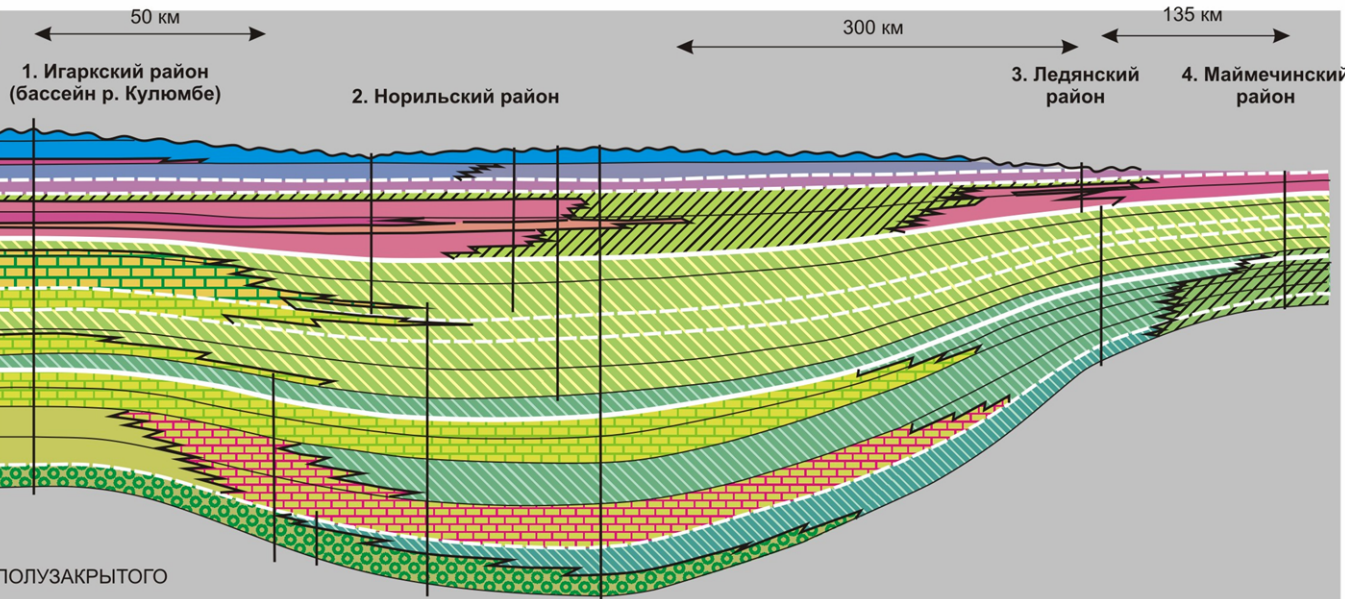 50 км
300 км
135 км
1. Игаркский район
(бассейн р. Кулюмбе)
2. Норильский район
3. Ледянский
район
4. Маймечинский
район
ПОЛУЗАКРЫТОГО